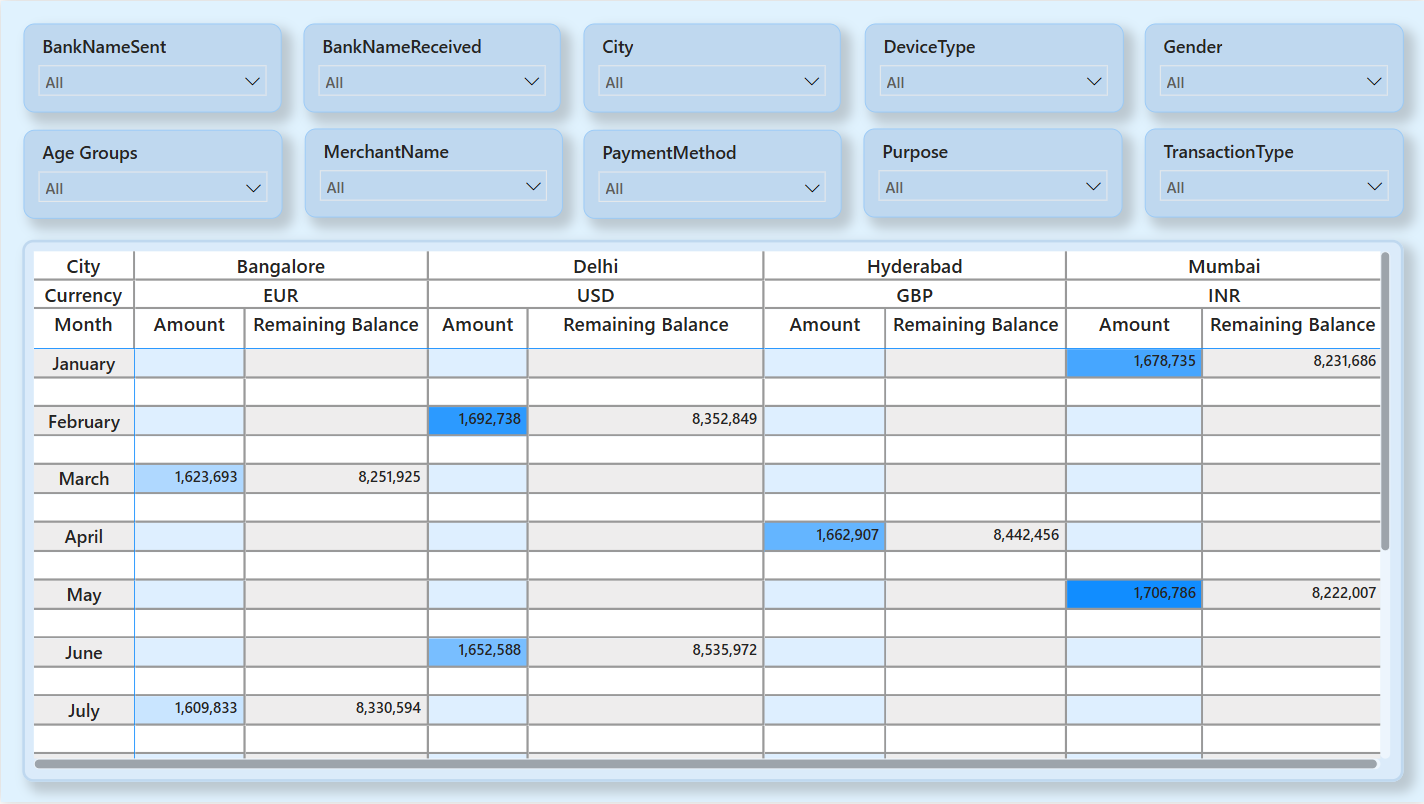 BankNameSent BankNameReceived City DeviceType Gender
All All All All All
Age Groups MerchantName PaymentMethod Purpose TransactionType
All All All All All
City Bangalore Delhi Hyderabad Mumbai
Currency EUR USD GBP INR
Month Amount Remaining Balance Amount Remaining Balance Amount Remaining Balance Amount Remaining Balance
January 1,678,735 8,231,686
February 1,692,738 8,352,849
March 1,623,693 8,251,925
April 1,662,907 8,442,456
May 1,706,786 8,222,007
June 1,652,588 8,535,972
July 1,609,833 8,330,594